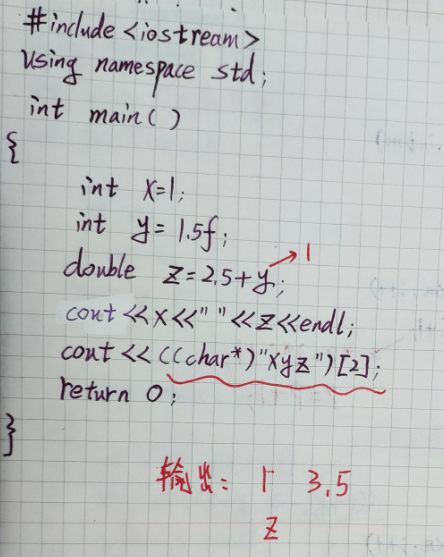 #include <iostream>
using namespace std;
int main()
{
int x=1;
int y=1.5f;
1
double z=2.5+y;
cout<<x<<" "<<z<<endl;
cout<<((char*)"xyz")[2];
return 0;
}
输出: 1 3.5
z